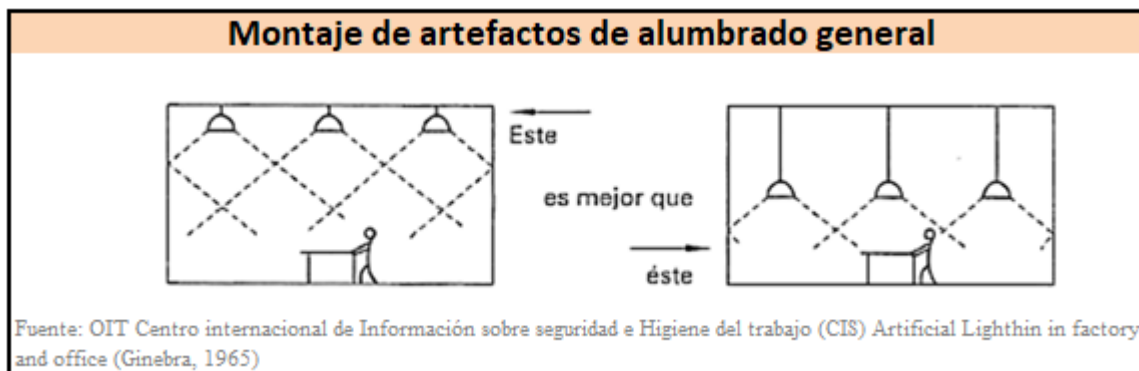 Montaje de artefactos de alumbrado general
Este
es mejor que
éste
Fuente: OIT Centro internacional de Información sobre seguridad e Higiene del trabajo (CIS) Artificial Lighthin in factory
and office (Ginebra, 1965)